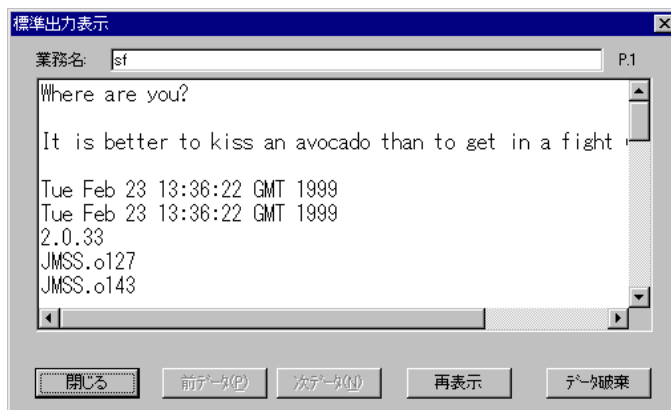 標準出力表示
業務名: sf P.1
Where are you?
It is better to kiss an avocado than to get in a fight
Tue Feb 23 13:36:22 GMT 1999
Tue Feb 23 13:36:22 GMT 1999
2.0.33
JMSS.o127
JMSS.o143
閉じる 前ﾃﾞｰﾀ(P) 次ﾃﾞｰﾀ(N) 再表示 ﾃﾞｰﾀ破棄